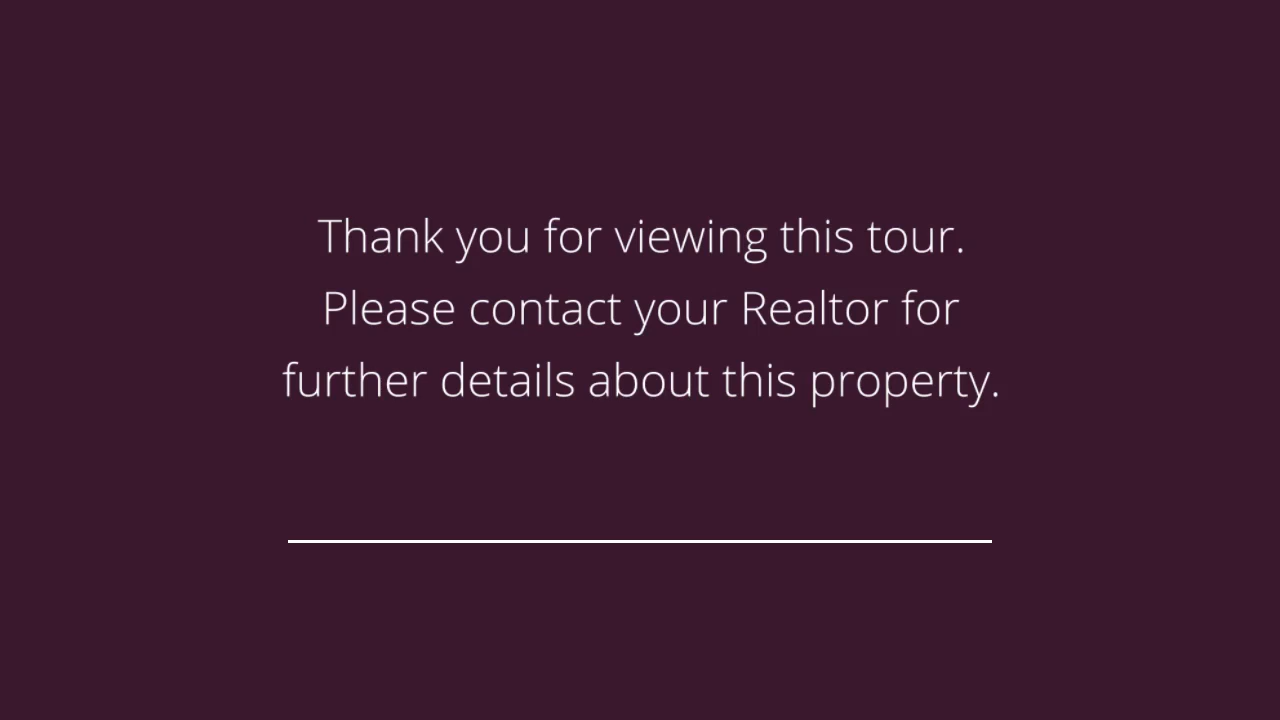 Thank you for viewing this tour.
Please contact your Realtor for
further details about this property.